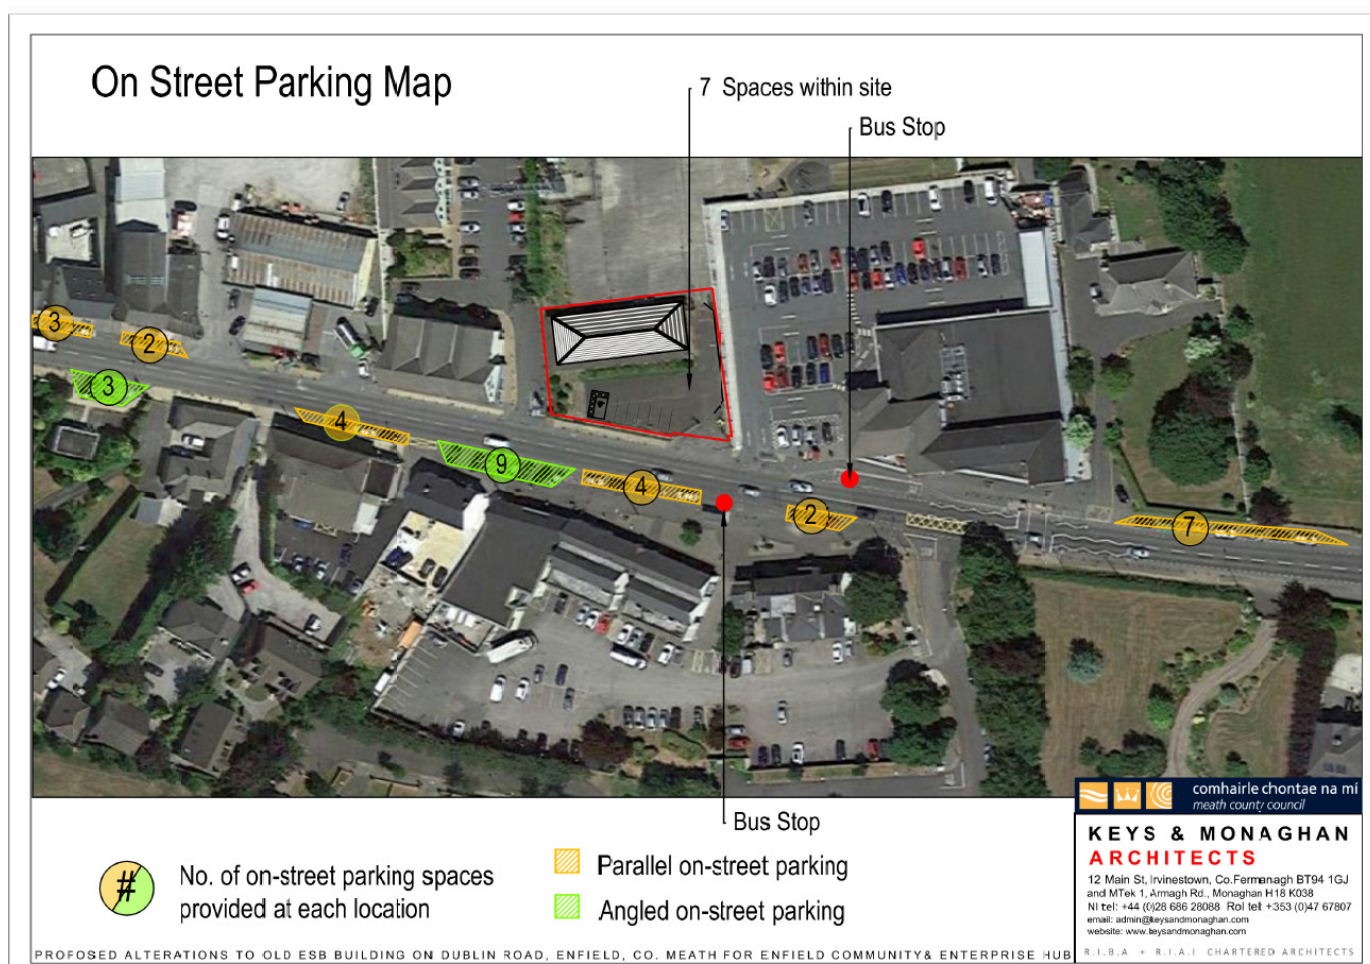 On Street Parking Map
7 Spaces within site
Bus Stop
3
2
3
4
9
4
2
7
Bus Stop
#
No. of on-street parking spaces
provided at each location
Parallel on-street parking
Angled on-street parking
comhairle chontae na mí
meath county council
KEYS & MONAGHAN
ARCHITECTS
12 Main St, Irvinestown, Co.Fermanagh BT94 1GJ
and MTek 1, Armagh Rd., Monaghan H18 K038
NI tel: +44 (0)28 686 28088 RoI tel: +353 (0)47 67807
email: admin@keysandmonaghan.com
website: www.keysandmonaghan.com
R.I.B.A + R.I.A.I CHARTERED ARCHITECTS
PROPOSED ALTERATIONS TO OLD ESB BUILDING ON DUBLIN ROAD, ENFIELD, CO. MEATH FOR ENFIELD COMMUNITY& ENTERPRISE HUB